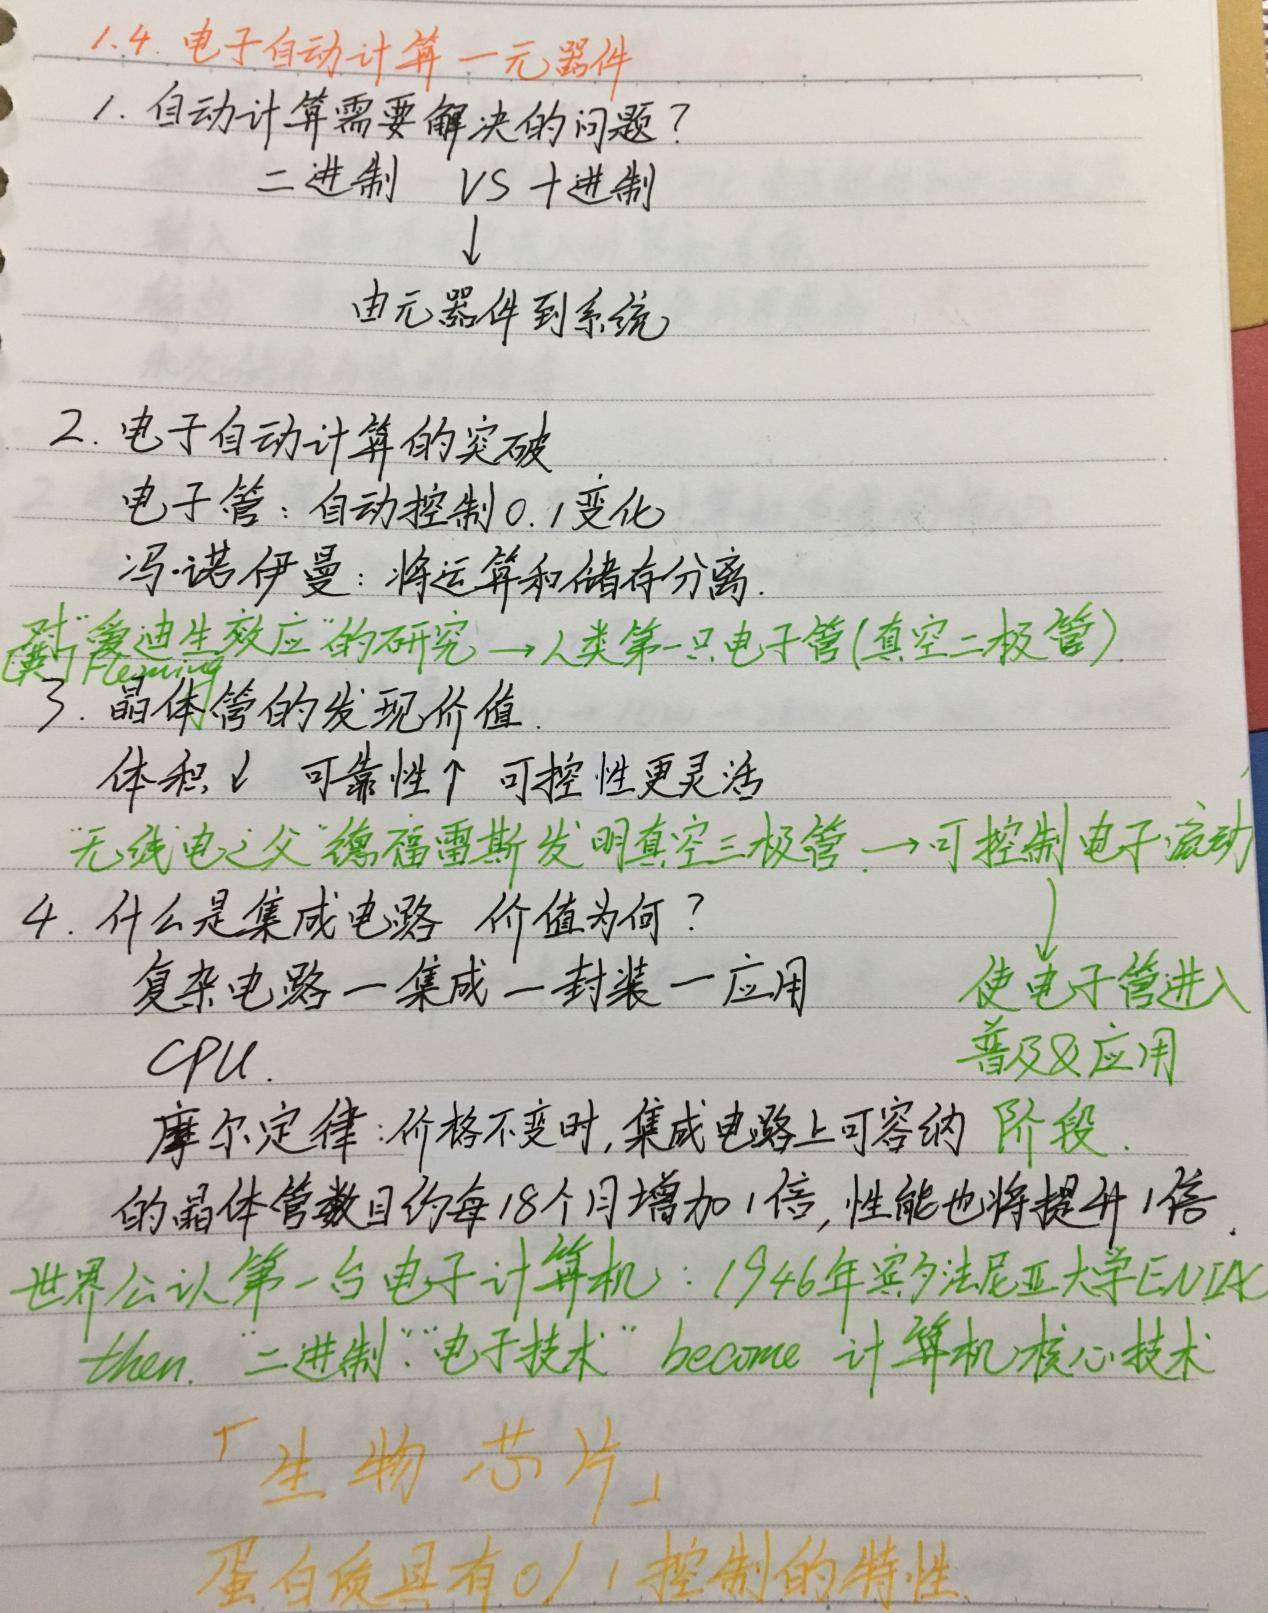 1.4. 电子自动计算—元器件
1. 自动计算需要解决的问题?
二进制 VS 十进制
↓
由元器件到系统
2. 电子自动计算的突破
电子管: 自动控制0.1变化
冯·诺伊曼: 将运算和储存分离.
对"爱迪生效应"的研究 → 人类第一只电子管(真空二极管)
[英] Fleming
3. 晶体管的发现价值.
体积↓ 可靠性↑ 可控性更灵活
"无线电之父"德福雷斯发明真空三极管. → 可控制电子流动
↓
4. 什么是集成电路 价值为何?
复杂电路—集成—封装—应用
使电子管进入
CPU.
普及&应用
摩尔定律: 价格不变时, 集成电路上可容纳
阶段.
的晶体管数目约每18个月增加1倍, 性能也将提升1倍.
世界公认第一台电子计算机: 1946年宾夕法尼亚大学ENIAC
then. "二进制""电子技术" become 计算机核心技术
「生物芯片」
蛋白质具有0/1控制的特性.